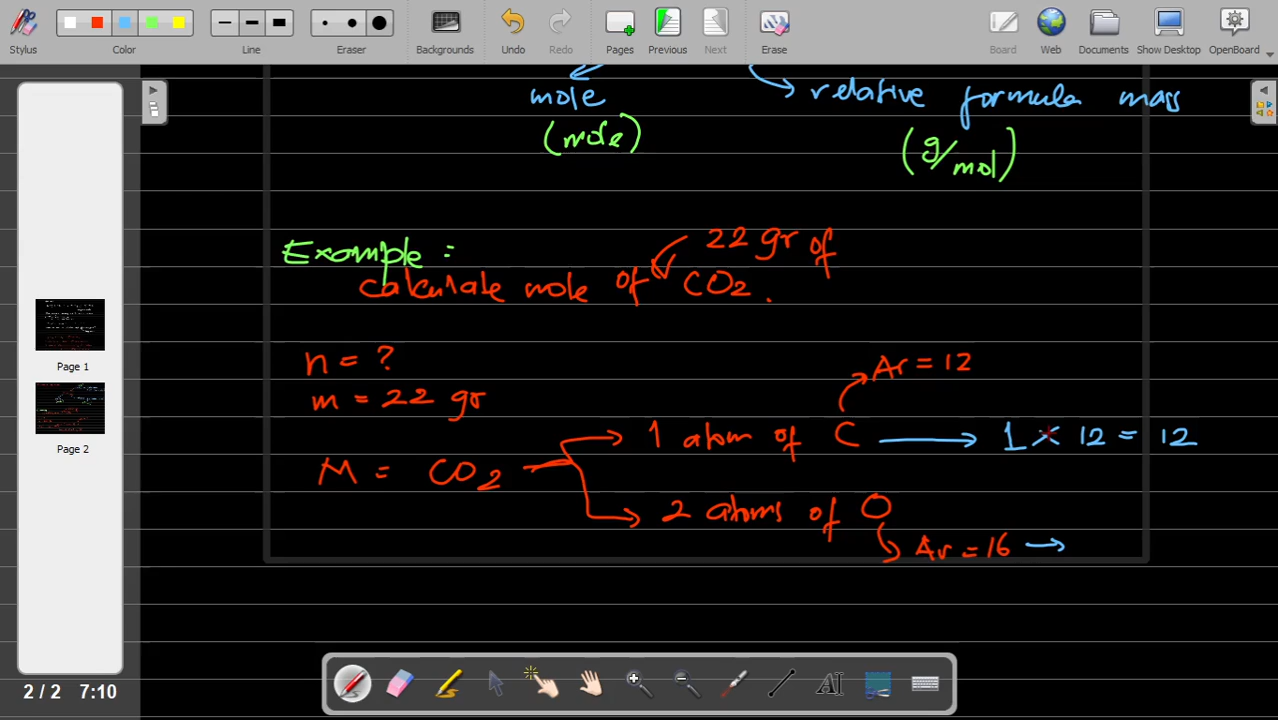 Stylus
Color
Line
Eraser
Backgrounds
Undo
Redo
Pages
Previous
Next
Erase
Board
Web
Documents
Show Desktop
OpenBoard
mole
relative formula mass
(mole)
(g/mol)
Example :
22 gr of
calculate mole of CO2.
n = ?
m = 22 gr
Ar = 12
1 atom of C → 1 × 12 = 12
M = CO2
2 atoms of O
Ar = 16 →
Page 1
Page 2
2 / 2 7:10